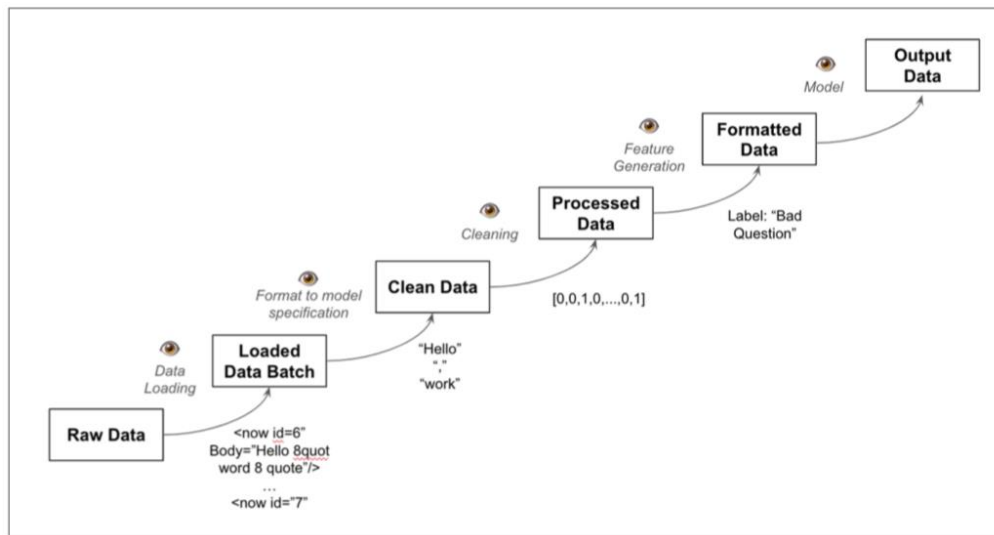 Output
Data
Model
Formatted
Data
Feature
Generation
Processed
Data
Label: “Bad
Question”
Cleaning
Clean Data
[0,0,1,0,...,0,1]
Format to model
specification
Loaded
Data Batch
“Hello”
“,”
“work”
Data
Loading
Raw Data
<now id=6”
Body=”Hello 8quot
word 8 quote”/>
...
<now id=”7”